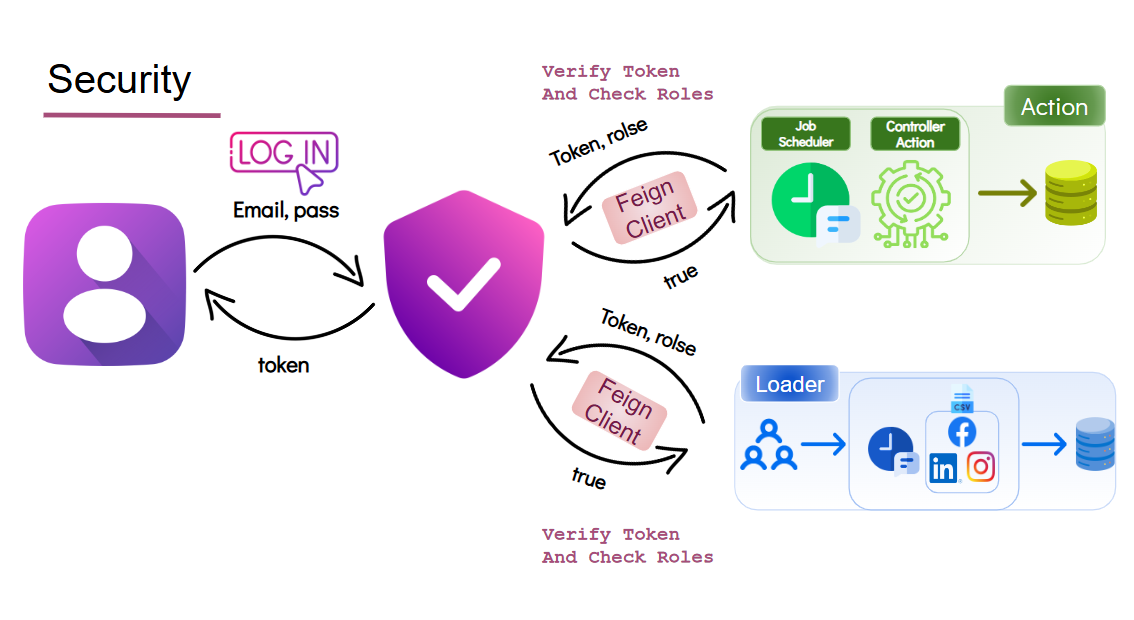 Security
LOG IN
Email, pass
token
Verify Token
And Check Roles
Token, rolse
Feign
Client
true
Action
Job
Scheduler
Controller
Action
Token, rolse
Feign
Client
true
Verify Token
And Check Roles
Loader
CSV
in